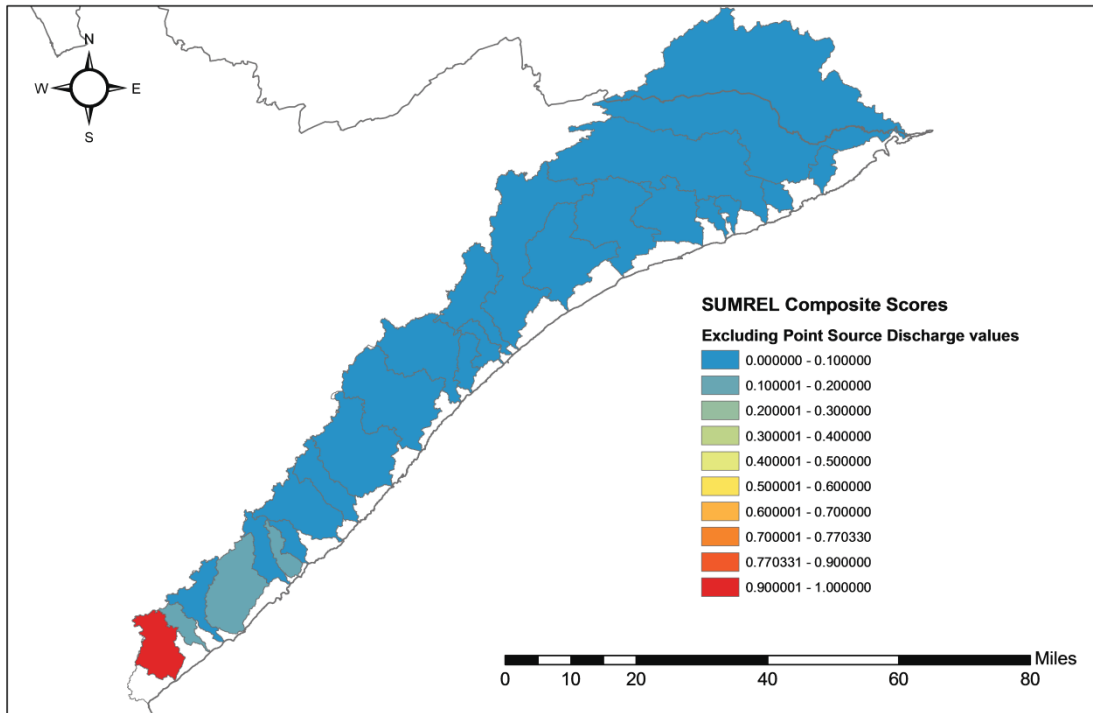 N
W E
S
SUMREL Composite Scores
Excluding Point Source Discharge values
0.000000 - 0.100000
0.100001 - 0.200000
0.200001 - 0.300000
0.300001 - 0.400000
0.400001 - 0.500000
0.500001 - 0.600000
0.600001 - 0.700000
0.700001 - 0.770330
0.770331 - 0.900000
0.900001 - 1.000000
Miles
0 10 20 40 60 80